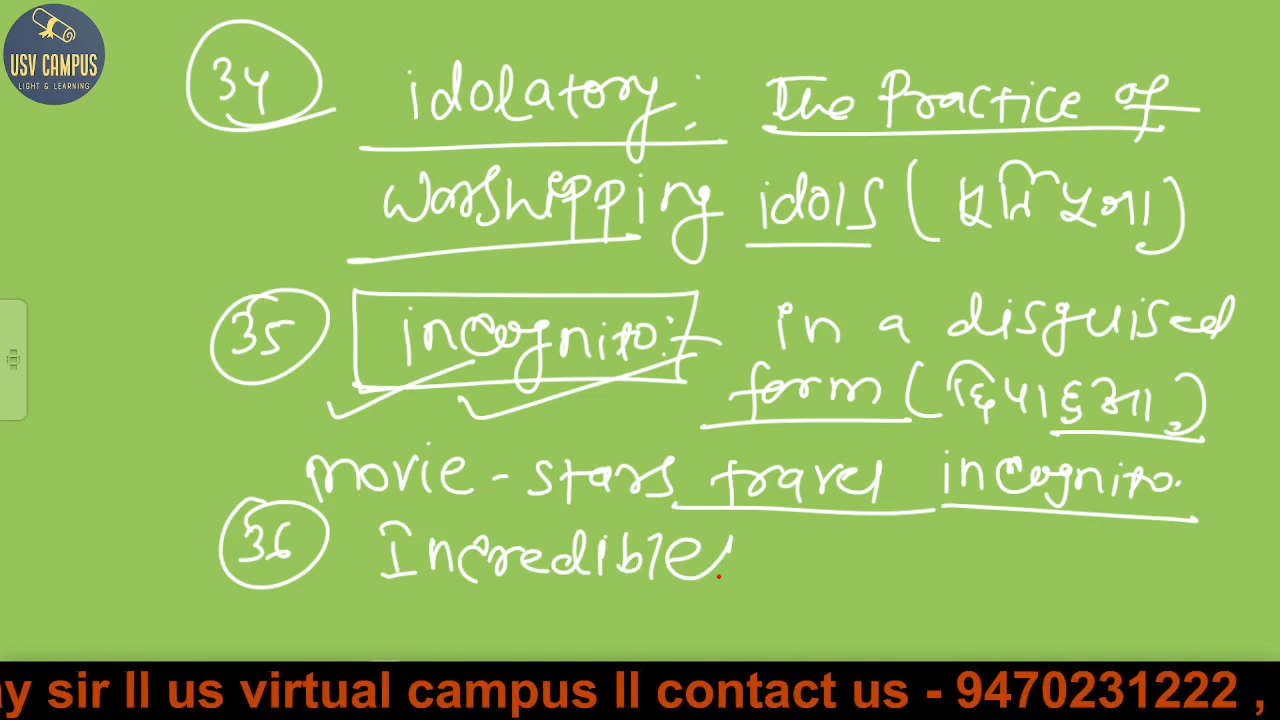 USV CAMPUS
LIGHT & LEARNING
34 idolatory: The Practice of
worshipping idols (मूर्ति पूजा)
35 incognito:- in a disguised
form (छिपा हुआ)
movie-stars travel incognito.
36 Incredible
ay sir ll us virtual campus ll contact us - 9470231222 ,